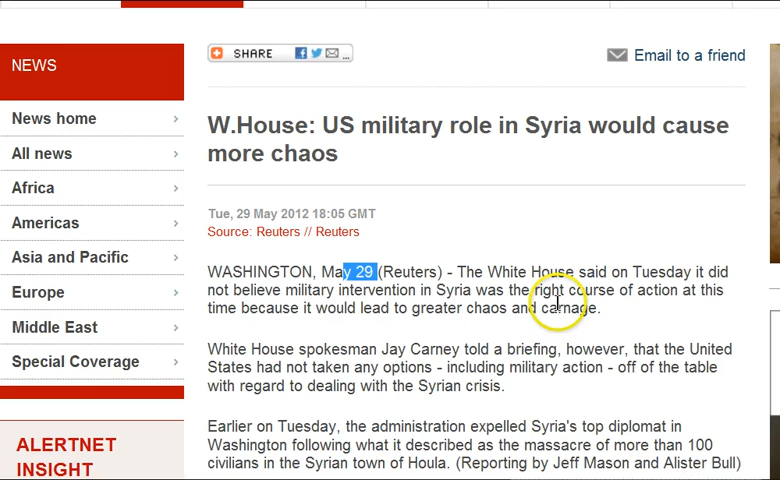 NEWS
News home
All news
Africa
Americas
Asia and Pacific
Europe
Middle East
Special Coverage
ALERTNET
INSIGHT
SHARE
...
Email to a friend
W.House: US military role in Syria would cause
more chaos
Tue, 29 May 2012 18:05 GMT
Source: Reuters // Reuters
WASHINGTON, May 29 (Reuters) - The White House said on Tuesday it did
not believe military intervention in Syria was the right course of action at this
time because it would lead to greater chaos and carnage.
White House spokesman Jay Carney told a briefing, however, that the United
States had not taken any options - including military action - off of the table
with regard to dealing with the Syrian crisis.
Earlier on Tuesday, the administration expelled Syria's top diplomat in
Washington following what it described as the massacre of more than 100
civilians in the Syrian town of Houla. (Reporting by Jeff Mason and Alister Bull)